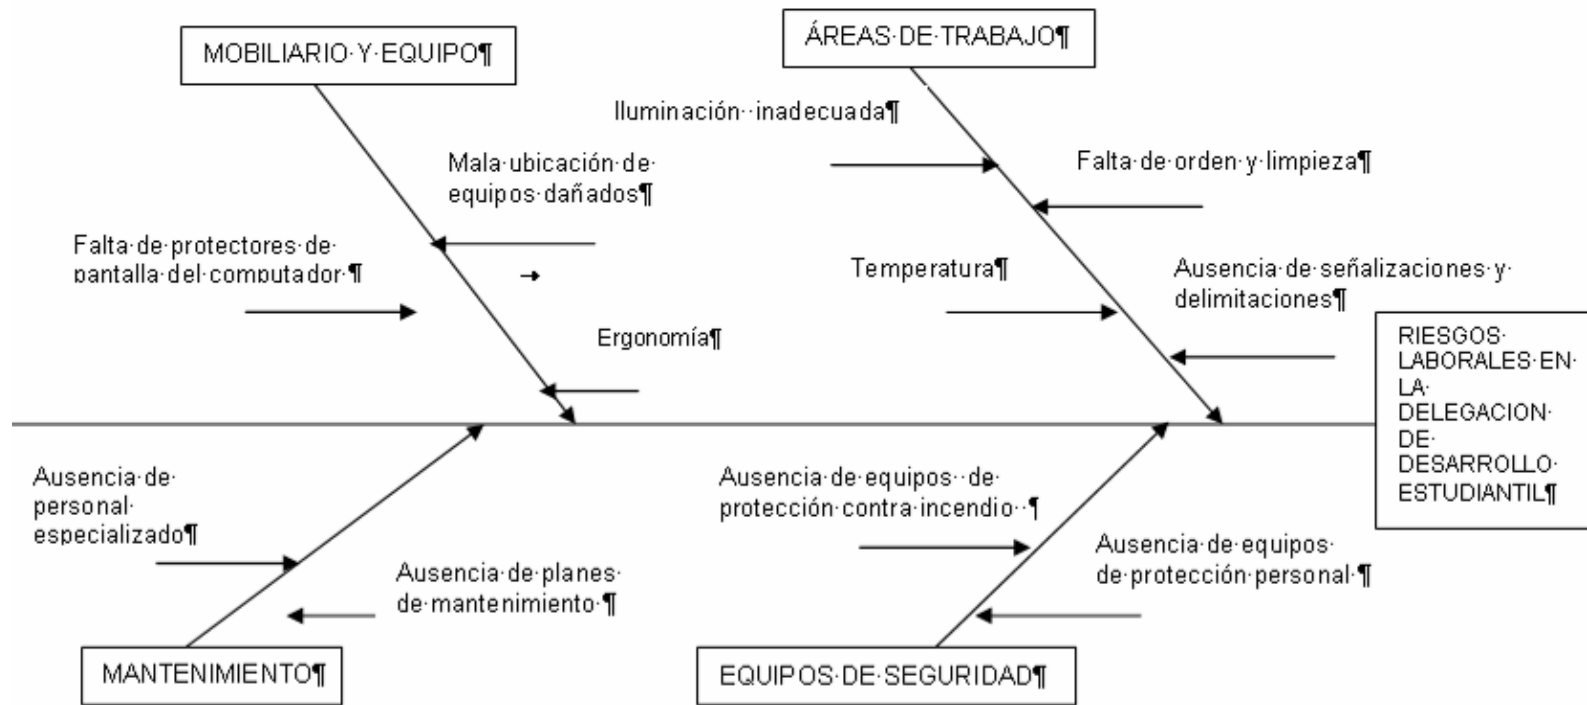 MOBILIARIO·Y·EQUIPO¶
ÁREAS·DE·TRABAJO¶
Iluminación··inadecuada¶
Mala·ubicación·de·
equipos·dañados¶
Falta·de·orden·y·limpieza¶
Falta·de·protectores·de·
pantalla·del·computador·¶
Temperatura¶
Ausencia·de·señalizaciones·y·
delimitaciones¶
Ergonomía¶
RIESGOS·
LABORALES·EN·
LA·
DELEGACION·
DE·
DESARROLLO·
ESTUDIANTIL¶
Ausencia·de·
personal·
especializado¶
Ausencia·de·equipos··de·
protección·contra·incendio··¶
Ausencia·de·planes·
de·mantenimiento·¶
Ausencia·de·equipos·
de·protección·personal·¶
MANTENIMIENTO¶
EQUIPOS·DE·SEGURIDAD¶